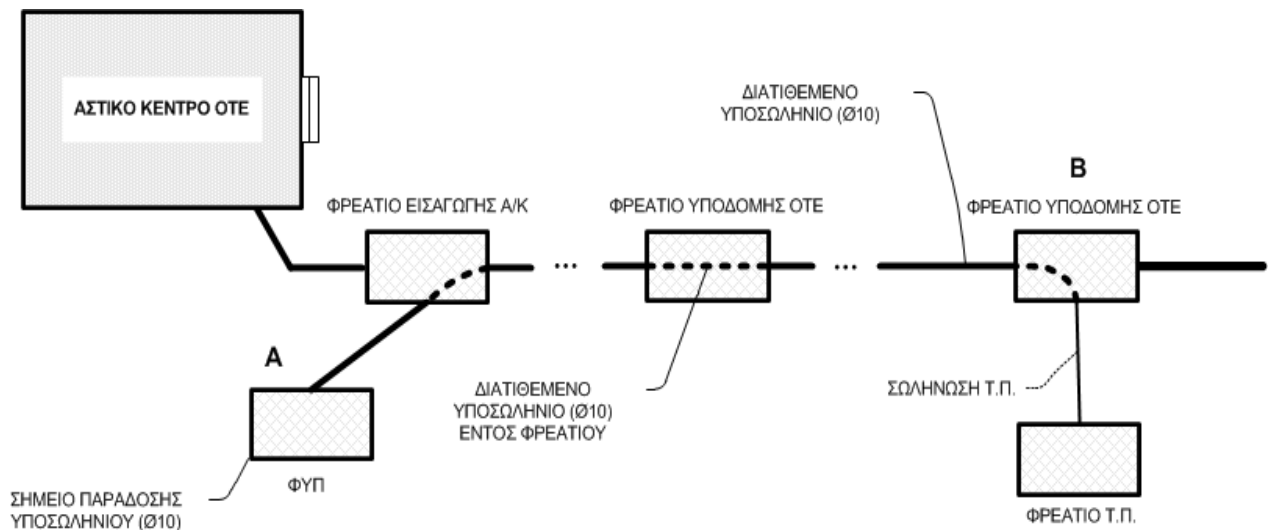 ΑΣΤΙΚΟ ΚΕΝΤΡΟ ΟΤΕ
ΔΙΑΤΙΘΕΜΕΝΟ
ΥΠΟΣΩΛΗΝΙΟ (Ø10)
Β
ΦΡΕΑΤΙΟ ΕΙΣΑΓΩΓΗΣ Α/Κ
ΦΡΕΑΤΙΟ ΥΠΟΔΟΜΗΣ ΟΤΕ
ΦΡΕΑΤΙΟ ΥΠΟΔΟΜΗΣ ΟΤΕ
...
...
Α
ΔΙΑΤΙΘΕΜΕΝΟ
ΥΠΟΣΩΛΗΝΙΟ (Ø10)
ΕΝΤΟΣ ΦΡΕΑΤΙΟΥ
ΣΩΛΗΝΩΣΗ Τ.Π.
ΦΥΠ
ΣΗΜΕΙΟ ΠΑΡΑΔΟΣΗΣ
ΥΠΟΣΩΛΗΝΙΟΥ (Ø10)
ΦΡΕΑΤΙΟ Τ.Π.